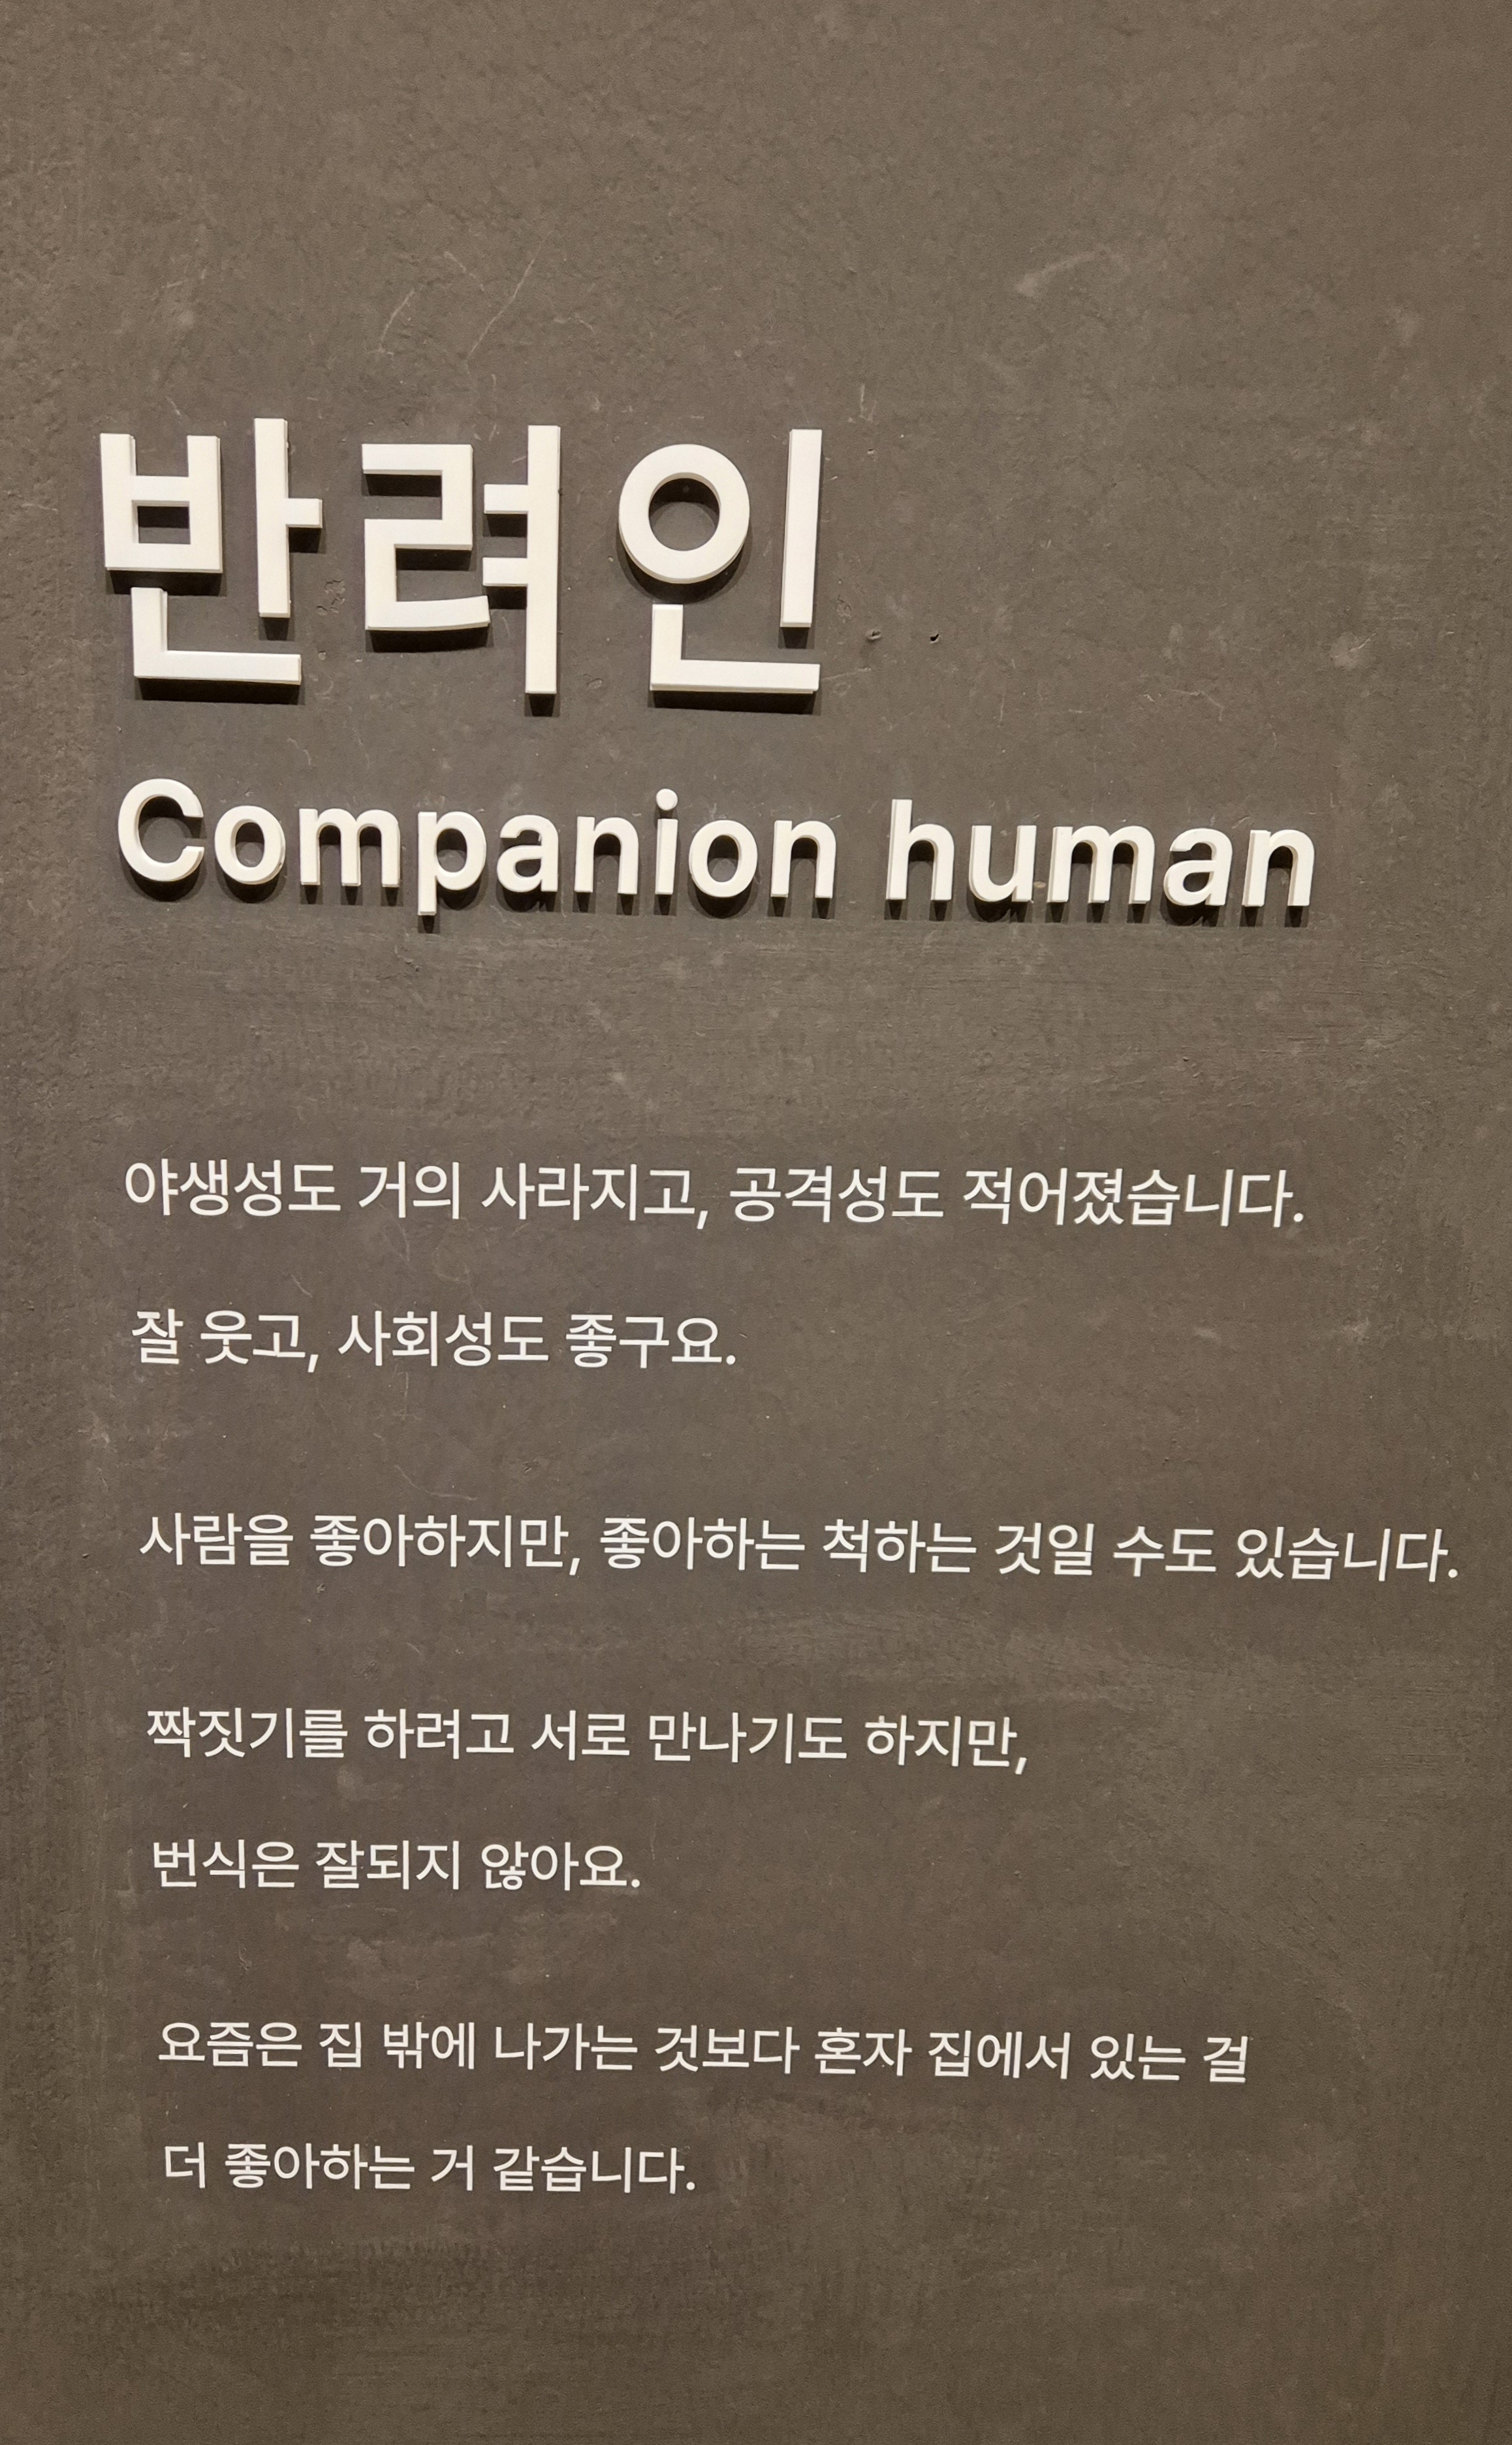 반려인
Companion human
야생성도 거의 사라지고, 공격성도 적어졌습니다.
잘 웃고, 사회성도 좋구요.
사람을 좋아하지만, 좋아하는 척하는 것일 수도 있습니다.
짝짓기를 하려고 서로 만나기도 하지만,
번식은 잘되지 않아요.
요즘은 집 밖에 나가는 것보다 혼자 집에서 있는 걸
더 좋아하는 거 같습니다.